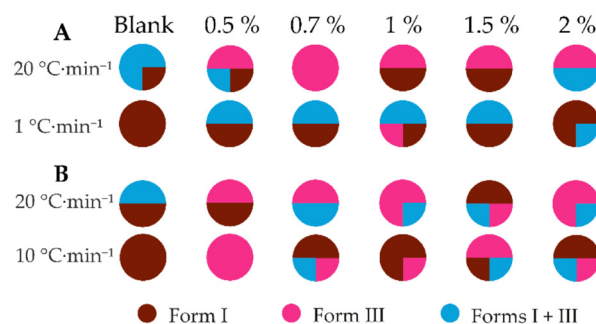 Blank 0.5 % 0.7 % 1 % 1.5 % 2 %
A
20 °C·min⁻¹
1 °C·min⁻¹
B
20 °C·min⁻¹
10 °C·min⁻¹
Form I Form III Forms I + III